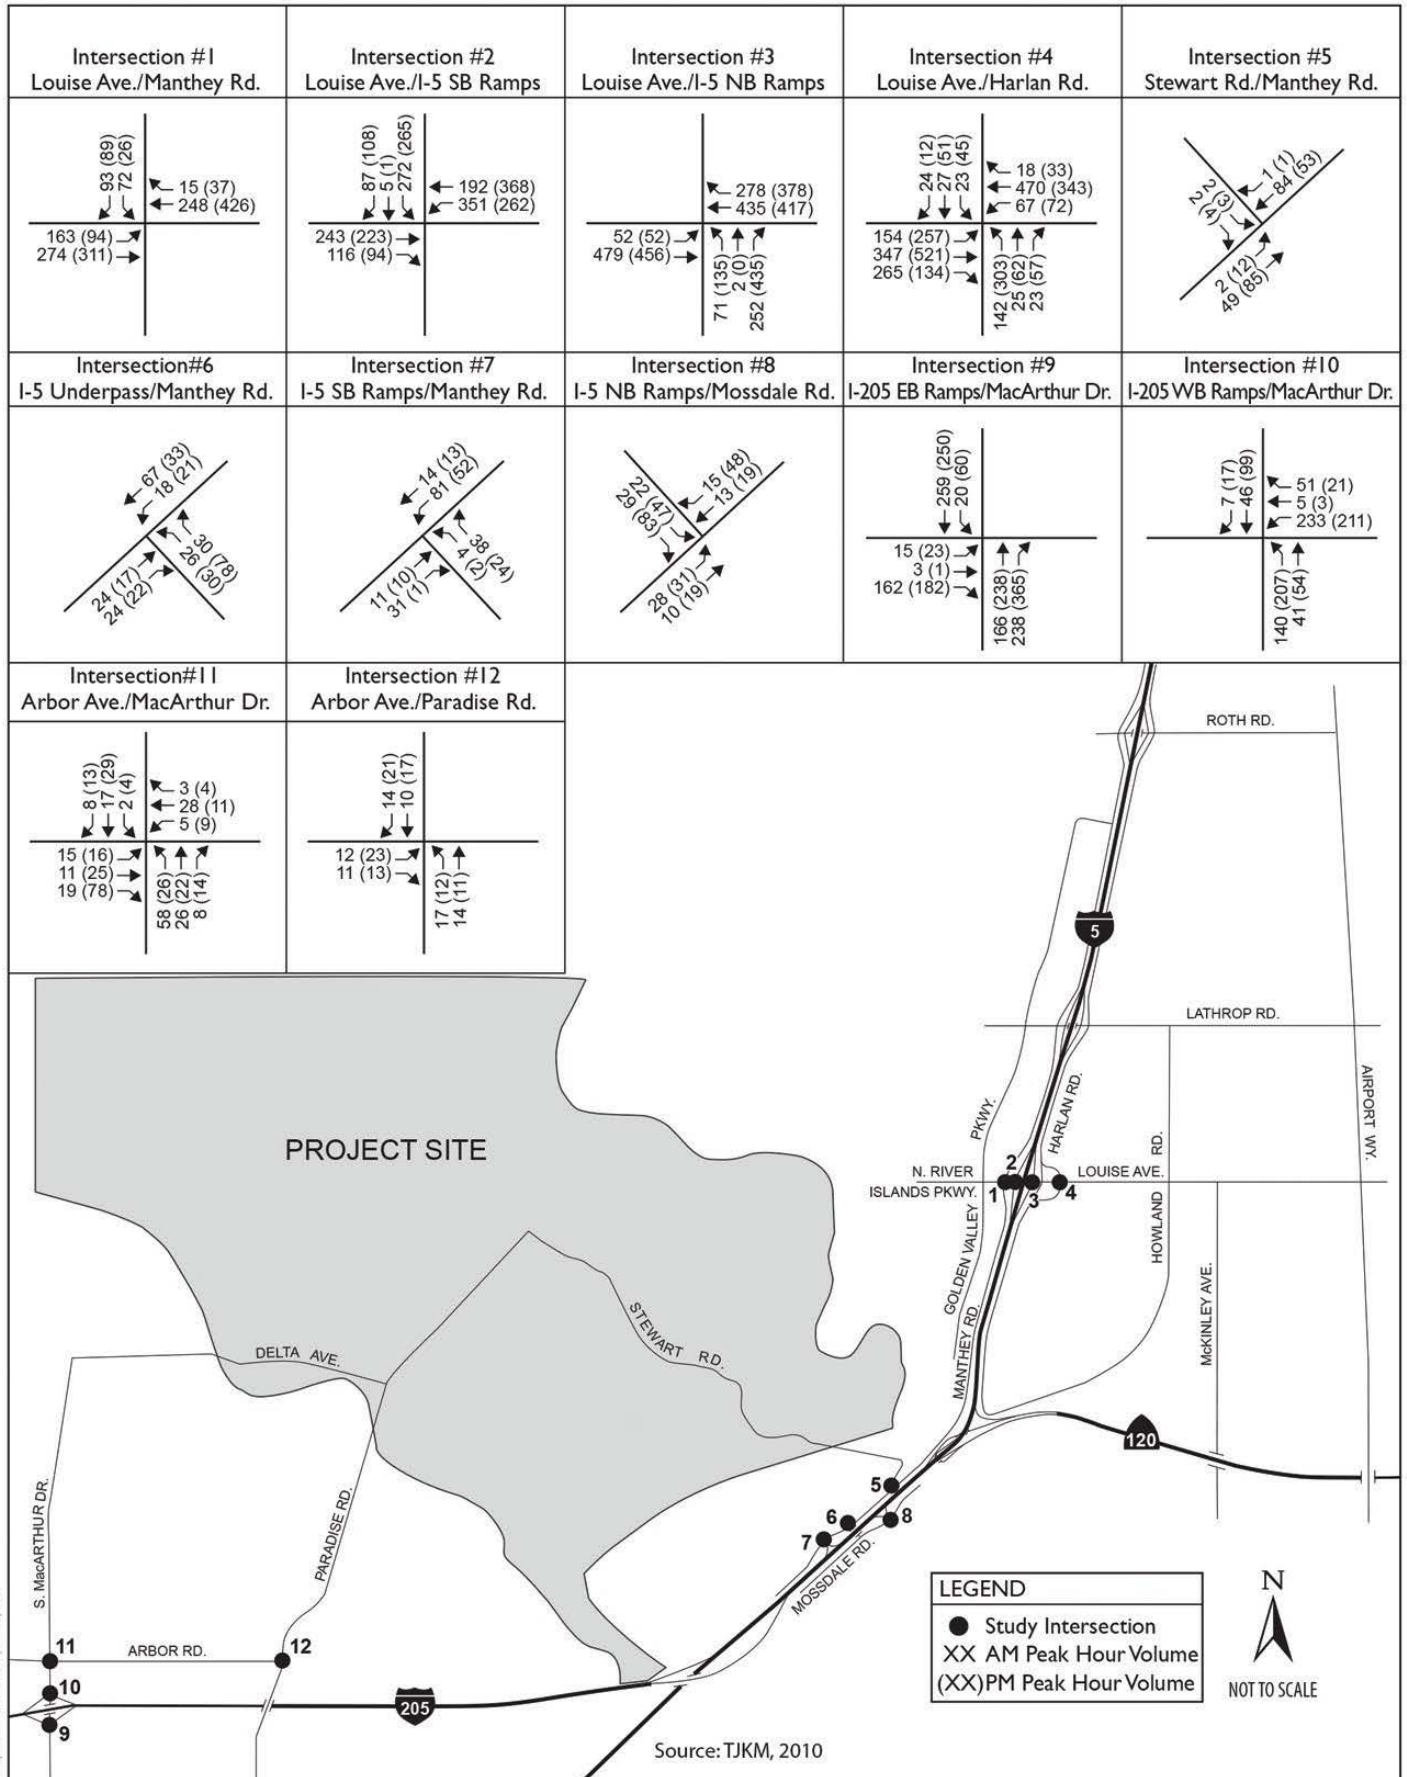 Intersection #1
Louise Ave./Manthey Rd.
93 (89)
72 (26)
15 (37)
248 (426)
163 (94)
274 (311)
Intersection #2
Louise Ave./I-5 SB Ramps
87 (108)
5 (1)
272 (265)
192 (368)
351 (262)
243 (223)
116 (94)
Intersection #3
Louise Ave./I-5 NB Ramps
278 (378)
435 (417)
52 (52)
479 (456)
71 (135)
2 (0)
252 (435)
Intersection #4
Louise Ave./Harlan Rd.
24 (12)
27 (51)
23 (45)
18 (33)
470 (343)
67 (72)
154 (257)
347 (521)
265 (134)
142 (303)
25 (62)
23 (57)
Intersection #5
Stewart Rd./Manthey Rd.
1 (1)
84 (53)
2 (3)
2 (4)
2 (12)
49 (85)
Intersection#6
I-5 Underpass/Manthey Rd.
67 (33)
18 (21)
30 (78)
26 (30)
24 (17)
24 (22)
Intersection #7
I-5 SB Ramps/Manthey Rd.
14 (13)
81 (52)
38 (24)
4 (2)
11 (10)
31 (1)
Intersection #8
I-5 NB Ramps/Mossdale Rd.
15 (48)
13 (19)
22 (47)
29 (83)
28 (31)
10 (19)
Intersection #9
I-205 EB Ramps/MacArthur Dr.
259 (250)
20 (60)
15 (23)
3 (1)
162 (182)
166 (238)
238 (365)
Intersection #10
I-205 WB Ramps/MacArthur Dr.
7 (17)
46 (99)
51 (21)
5 (3)
233 (211)
140 (207)
41 (54)
Intersection#11
Arbor Ave./MacArthur Dr.
8 (13)
17 (29)
2 (4)
3 (4)
28 (11)
5 (9)
15 (16)
11 (25)
19 (78)
58 (26)
26 (22)
8 (14)
Intersection #12
Arbor Ave./Paradise Rd.
14 (21)
10 (17)
12 (23)
11 (13)
17 (12)
14 (11)
ROTH RD.
5
LATHROP RD.
AIRPORT WY.
HARLAN RD.
GOLDEN VALLEY PKWY.
PROJECT SITE
N. RIVER
ISLANDS PKWY.
LOUISE AVE.
1
2
3
4
HOWLAND RD.
McKINLEY AVE.
MANTHEY RD.
STEWART RD.
DELTA AVE.
120
5
6
7
8
MOSSDALE RD.
S. MacARTHUR DR.
PARADISE RD.
11
ARBOR RD.
12
10
9
205
LEGEND
Study Intersection
XX AM Peak Hour Volume
(XX) PM Peak Hour Volume
N
NOT TO SCALE
Source: TJKM, 2010